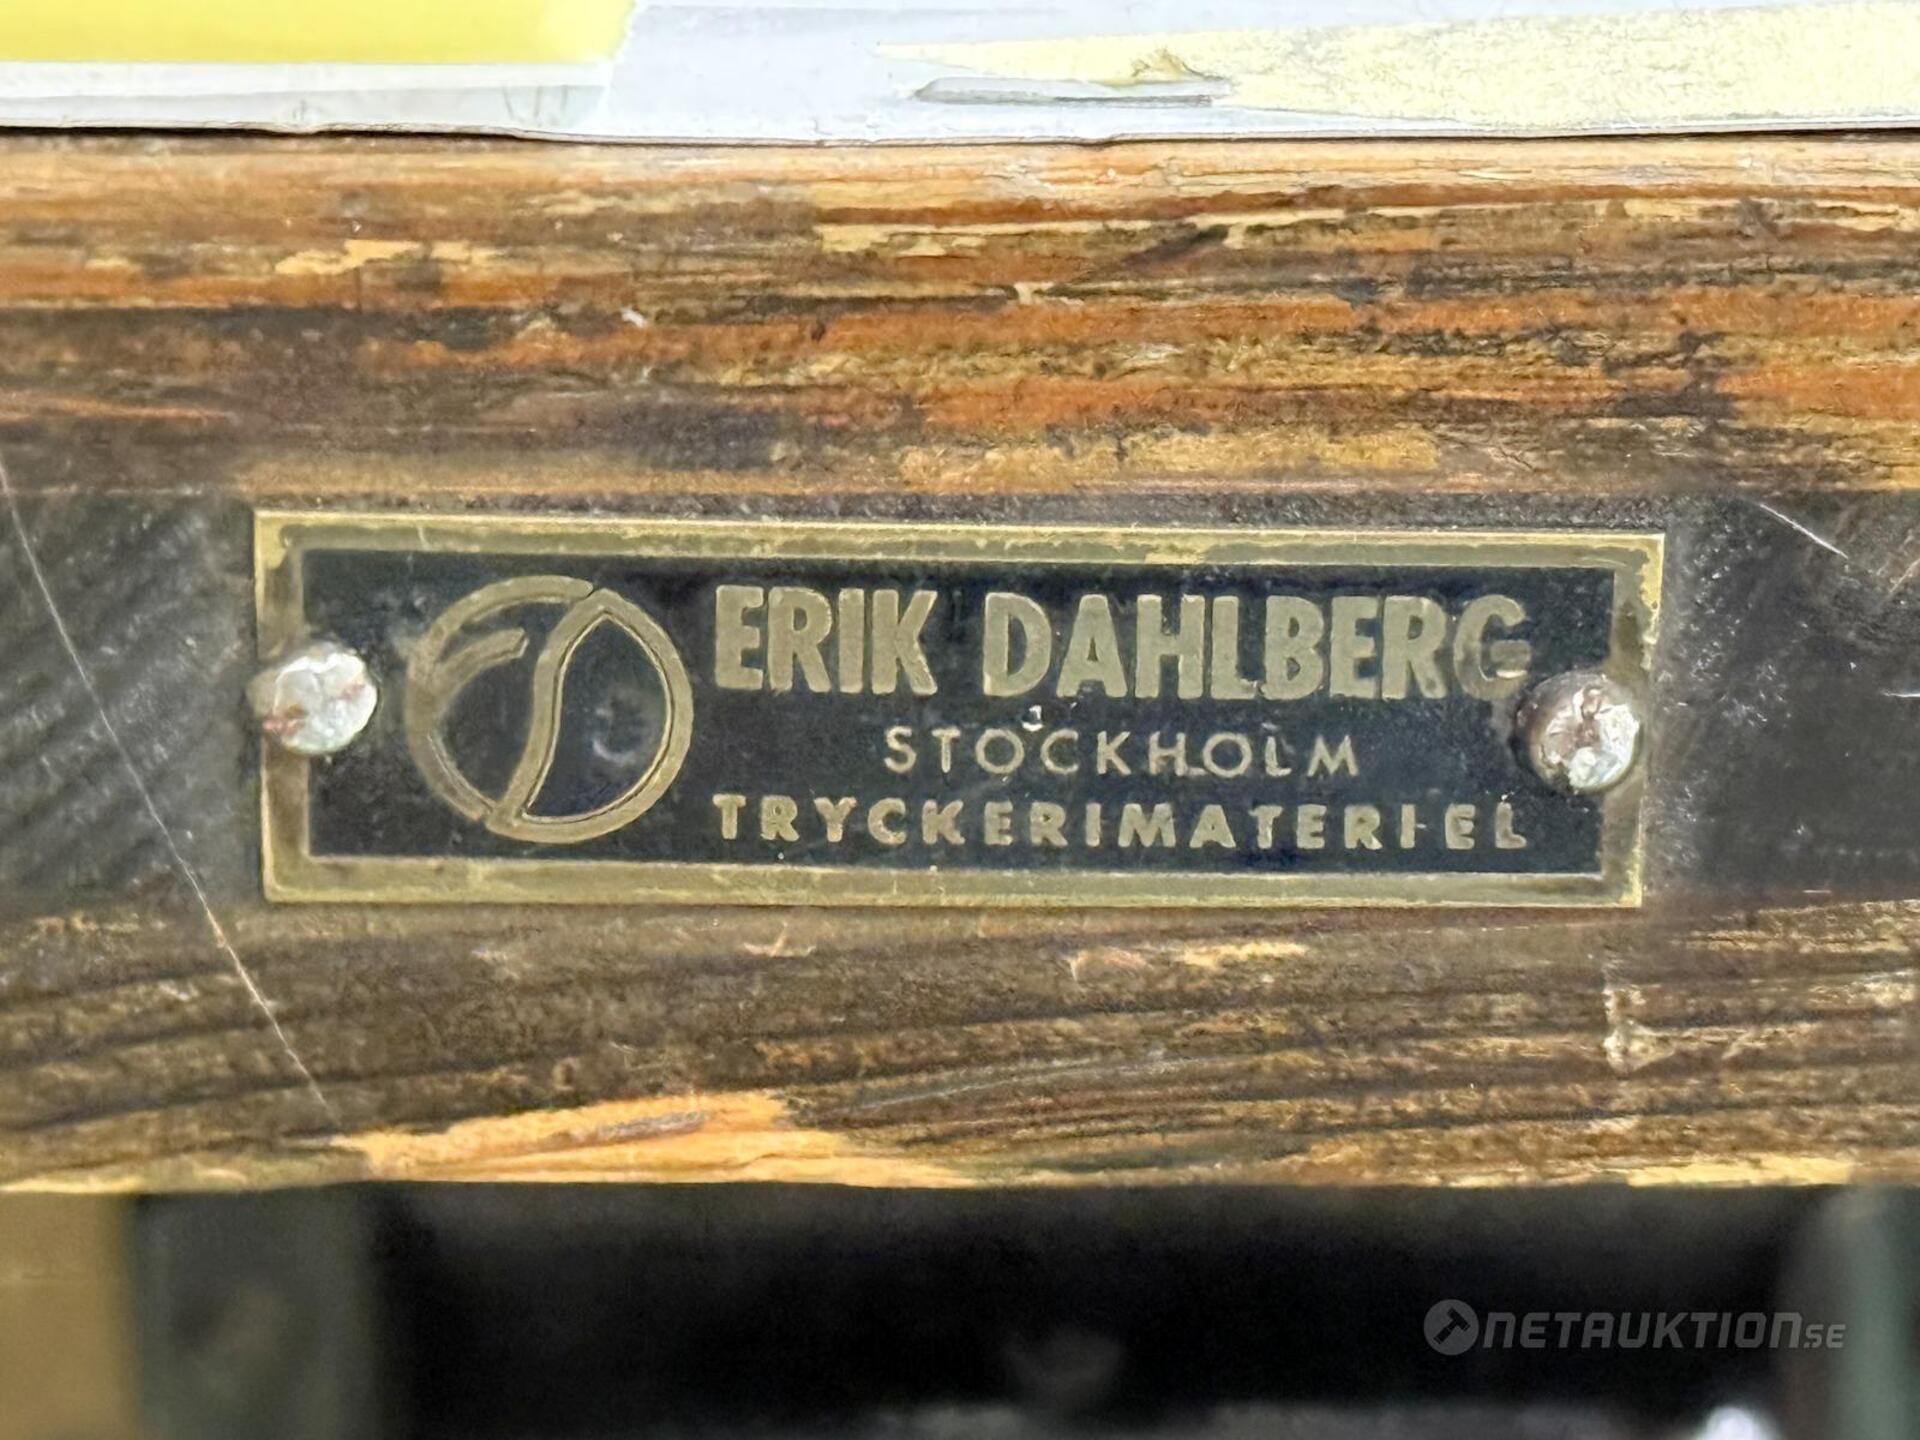 ERIK DAHLBERG
STOCKHOLM
TRYCKERIMATERIEL
NETAUKTION.SE